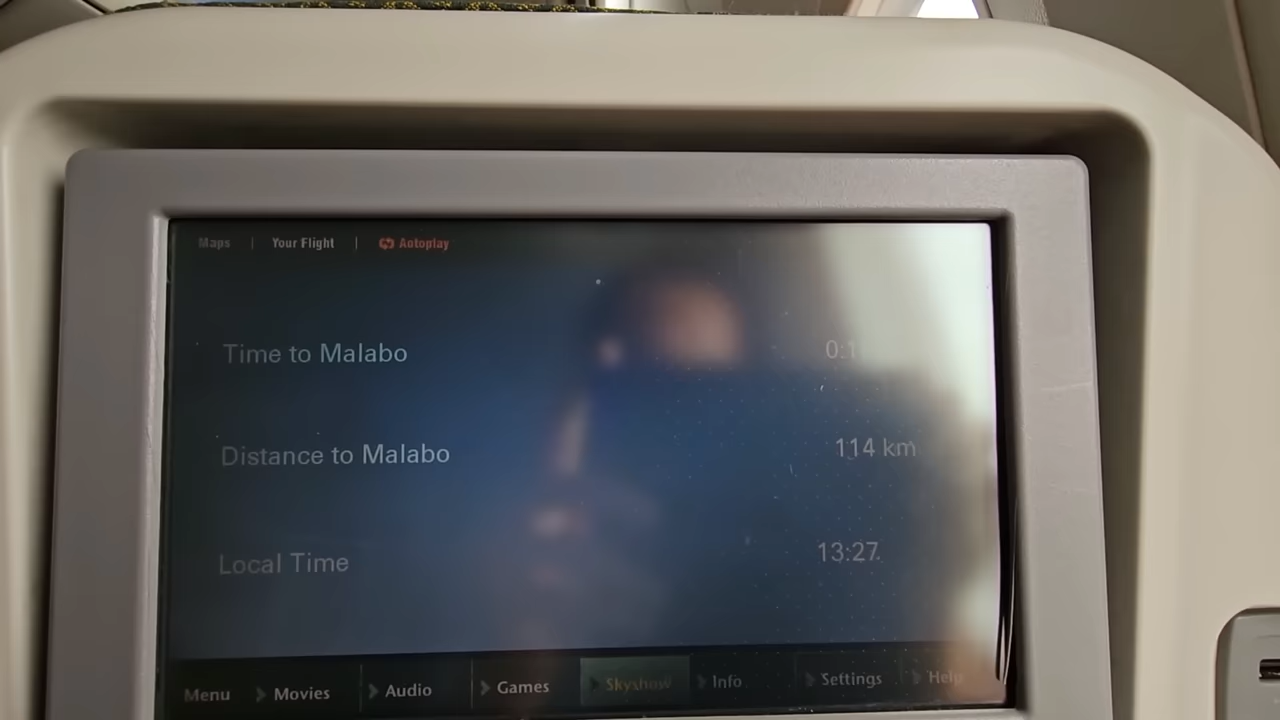 Maps | Your Flight | Autoplay
Time to Malabo
Distance to Malabo 114 km
Local Time 13:27
Menu Movies Audio Games Skyshow Info Settings Help